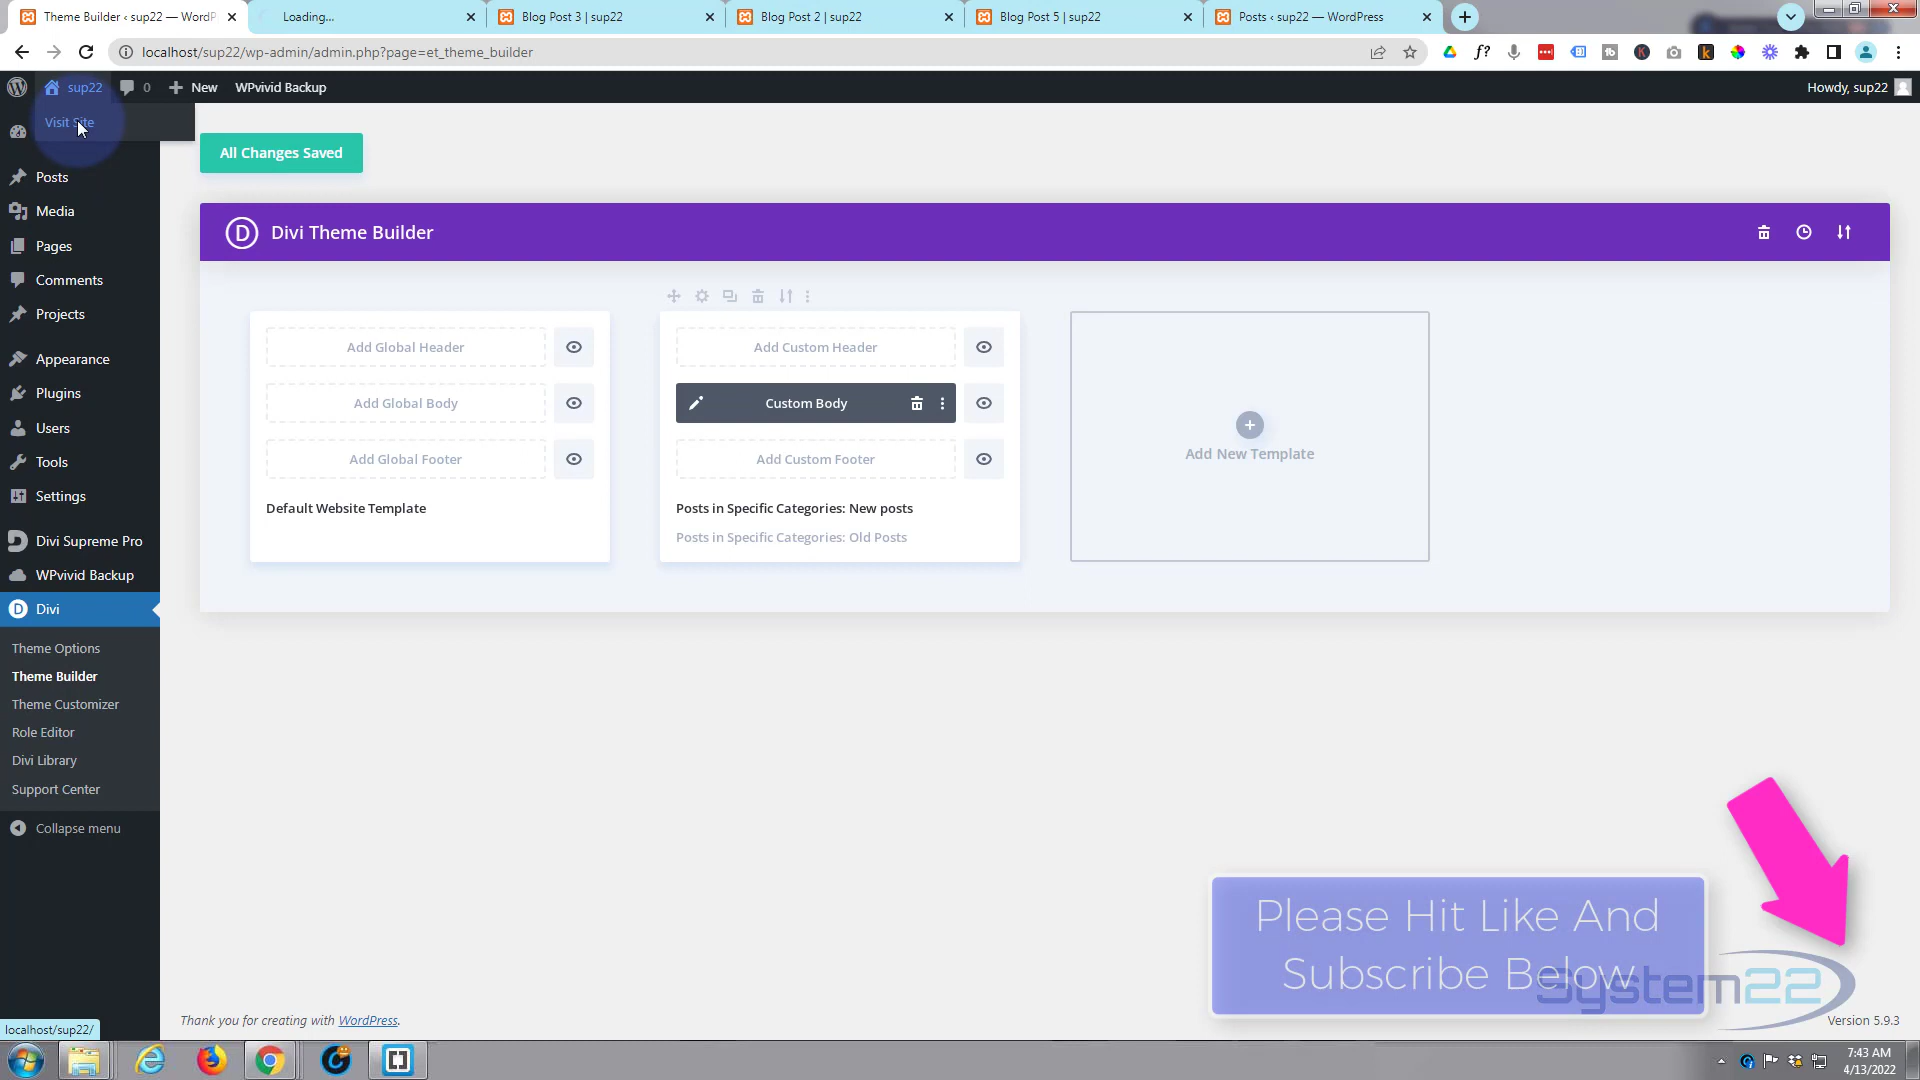 Theme Builder ‹ sup22 — WordP
Loading...
Blog Post 3 | sup22
Blog Post 2 | sup22
Blog Post 5 | sup22
Posts ‹ sup22 — WordPress
localhost/sup22/wp-admin/admin.php?page=et_theme_builder
sup22
0
New
WPvivid Backup
Howdy, sup22
Visit Site
Posts
Media
Pages
Comments
Projects
Appearance
Plugins
Users
Tools
Settings
Divi Supreme Pro
WPvivid Backup
Divi
Theme Options
Theme Builder
Theme Customizer
Role Editor
Divi Library
Support Center
Collapse menu
All Changes Saved
Divi Theme Builder
Add Global Header
Add Global Body
Add Global Footer
Default Website Template
Add Custom Header
Custom Body
Add Custom Footer
Posts in Specific Categories: New posts
Posts in Specific Categories: Old Posts
Add New Template
Please Hit Like And
Subscribe Below
System22
Thank you for creating with WordPress.
Version 5.9.3
localhost/sup22/
7:43 AM
4/13/2022